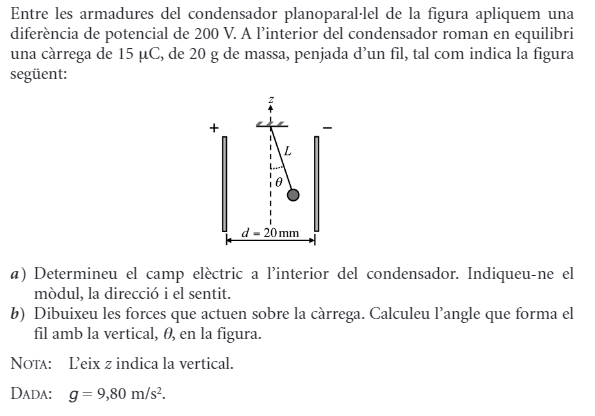 Entre les armadures del condensador planoparal·lel de la figura apliquem una
diferència de potencial de 200 V. A l’interior del condensador roman en equilibri
una càrrega de 15 μC, de 20 g de massa, penjada d’un fil, tal com indica la figura
següent:
z
+ –
L
θ
d = 20 mm
a) Determineu el camp elèctric a l’interior del condensador. Indiqueu-ne el
mòdul, la direcció i el sentit.
b) Dibuixeu les forces que actuen sobre la càrrega. Calculeu l’angle que forma el
fil amb la vertical, θ, en la figura.
NOTA: L’eix z indica la vertical.
DADA: g = 9,80 m/s².